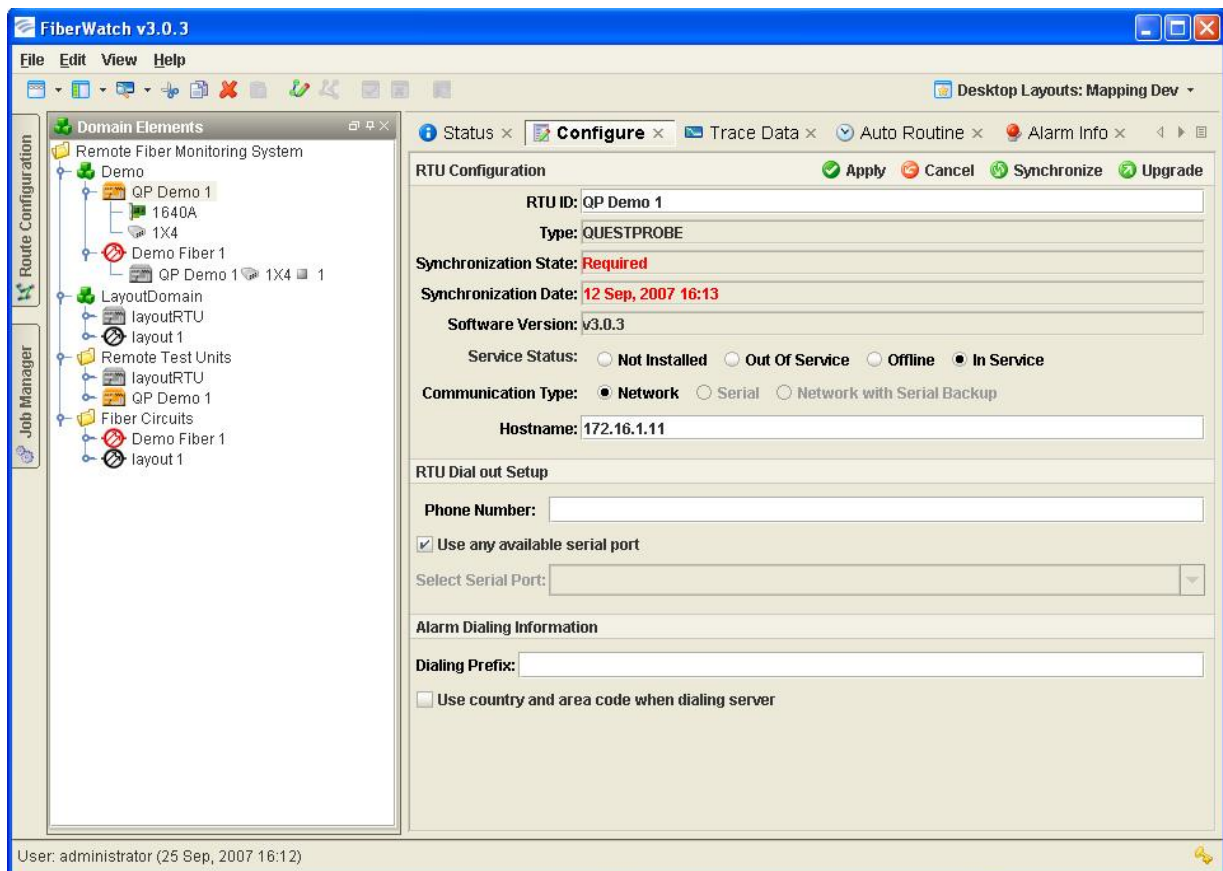 FiberWatch v3.0.3
File Edit View Help
Desktop Layouts: Mapping Dev
Route Configuration
Job Manager
Domain Elements
Remote Fiber Monitoring System
Demo
QP Demo 1
1640A
1X4
Demo Fiber 1
QP Demo 1 1X4 1
LayoutDomain
layoutRTU
layout 1
Remote Test Units
layoutRTU
QP Demo 1
Fiber Circuits
Demo Fiber 1
layout 1
Status Configure Trace Data Auto Routine Alarm Info
RTU Configuration Apply Cancel Synchronize Upgrade
RTU ID: QP Demo 1
Type: QUESTPROBE
Synchronization State: Required
Synchronization Date: 12 Sep, 2007 16:13
Software Version: v3.0.3
Service Status: Not Installed Out Of Service Offline In Service
Communication Type: Network Serial Network with Serial Backup
Hostname: 172.16.1.11
RTU Dial out Setup
Phone Number:
Use any available serial port
Select Serial Port:
Alarm Dialing Information
Dialing Prefix:
Use country and area code when dialing server
User: administrator (25 Sep, 2007 16:12)